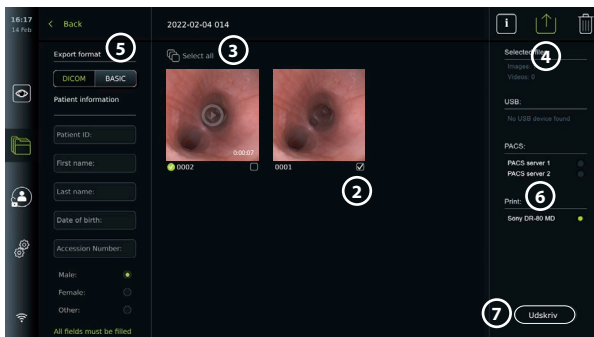 16:17
14 Feb
Back
2022-02-04 014
i
Export format
5
DICOM
BASIC
Patient information
Patient ID:
First name:
Last name:
Date of birth:
Accession Number:
Male:
Female:
Other:
All fields must be filled
Select all
3
0:00:07
0002
0001
2
4
Images:
Videos: 0
USB:
No USB device found
PACS:
PACS server 1
PACS server 2
6
Print:
Sony DR-80 MD
7
Udskriv